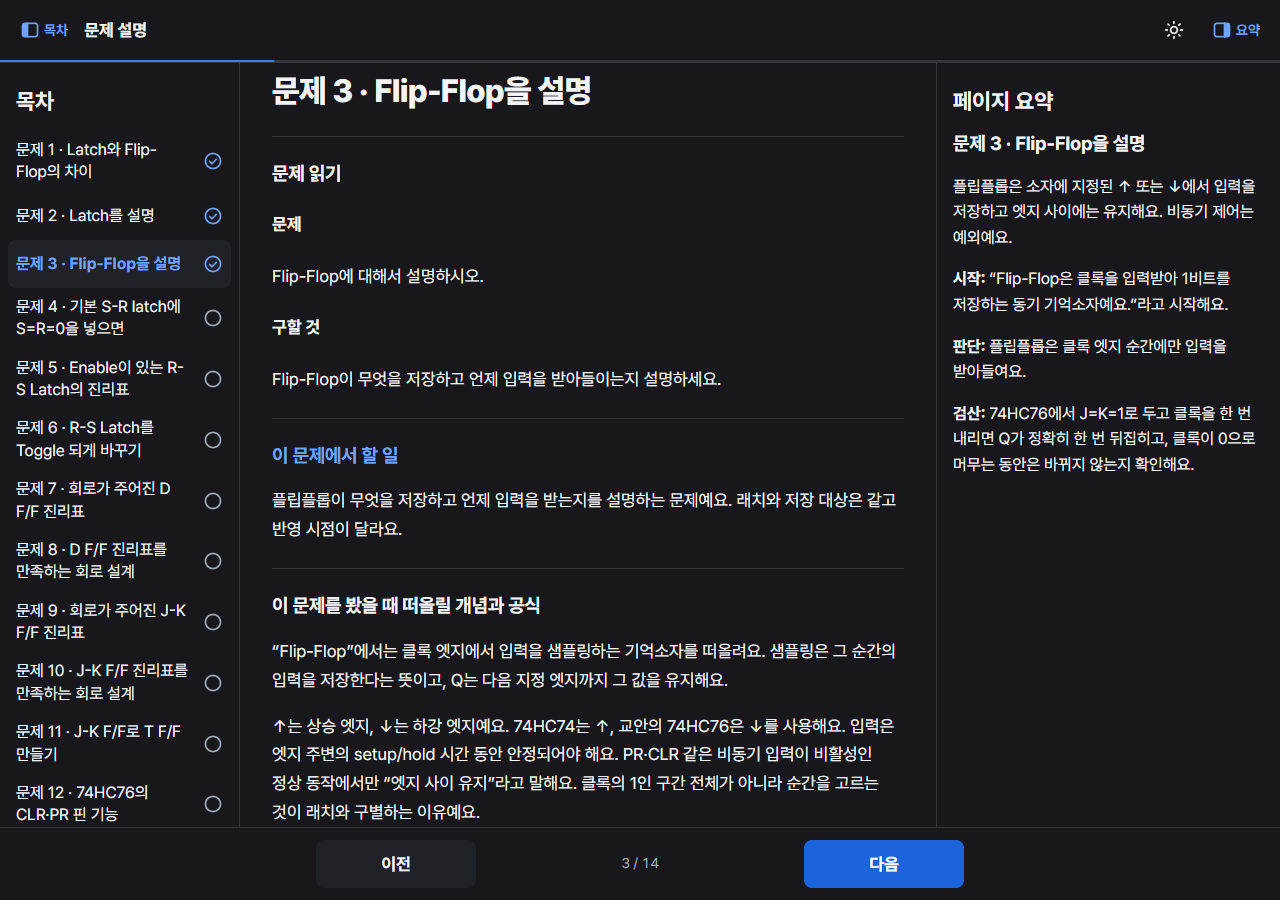 목차
문제 설명
요약
목차
문제 1 · Latch와 Flip-
Flop의 차이
문제 2 · Latch를 설명
문제 3 · Flip-Flop을 설명
문제 4 · 기본 S-R latch에
S=R=0을 넣으면
문제 5 · Enable이 있는 R-
S Latch의 진리표
문제 6 · R-S Latch를
Toggle 되게 바꾸기
문제 7 · 회로가 주어진 D
F/F 진리표
문제 8 · D F/F 진리표를
만족하는 회로 설계
문제 9 · 회로가 주어진 J-K
F/F 진리표
문제 10 · J-K F/F 진리표를
만족하는 회로 설계
문제 11 · J-K F/F로 T F/F
만들기
문제 12 · 74HC76의
CLR·PR 핀 기능
문제 3 · Flip-Flop을 설명
문제 읽기
문제
Flip-Flop에 대해서 설명하시오.
구할 것
Flip-Flop이 무엇을 저장하고 언제 입력을 받아들이는지 설명하세요.
이 문제에서 할 일
플립플롭이 무엇을 저장하고 언제 입력을 받는지를 설명하는 문제예요. 래치와 저장 대상은 같고
반영 시점이 달라요.
이 문제를 봤을 때 떠올릴 개념과 공식
“Flip-Flop”에서는 클록 엣지에서 입력을 샘플링하는 기억소자를 떠올려요. 샘플링은 그 순간의
입력을 저장한다는 뜻이고, Q는 다음 지정 엣지까지 그 값을 유지해요.
↑는 상승 엣지, ↓는 하강 엣지예요. 74HC74는 ↑, 교안의 74HC76은 ↓를 사용해요. 입력은
엣지 주변의 setup/hold 시간 동안 안정되어야 해요. PR·CLR 같은 비동기 입력이 비활성인
정상 동작에서만 “엣지 사이 유지”라고 말해요. 클록의 1인 구간 전체가 아니라 순간을 고르는
것이 래치와 구별하는 이유예요.
페이지 요약
문제 3 · Flip-Flop을 설명
플립플롭은 소자에 지정된 ↑ 또는 ↓에서 입력을
저장하고 엣지 사이에는 유지해요. 비동기 제어는
예외예요.
시작: “Flip-Flop은 클록을 입력받아 1비트를
저장하는 동기 기억소자예요.”라고 시작해요.
판단: 플립플롭은 클록 엣지 순간에만 입력을
받아들여요.
검산: 74HC76에서 J=K=1로 두고 클록을 한 번
내리면 Q가 정확히 한 번 뒤집히고, 클록이 0으로
머무는 동안은 바뀌지 않는지 확인해요.
이전
3 / 14
다음